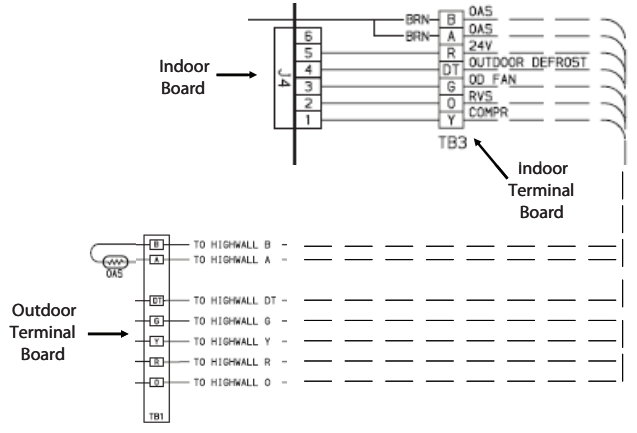 BRN B OAS
BRN A OAS
6
5 R 24V
4 DT OUTDOOR DEFROST
3 G OD FAN
2 O RVS
1 Y COMPR
J4
TB3
Indoor
Board
Indoor
Terminal
Board
B TO HIGHWALL B
A TO HIGHWALL A
OAS
DT TO HIGHWALL DT
G TO HIGHWALL G
Y TO HIGHWALL Y
R TO HIGHWALL R
O TO HIGHWALL O
TB1
Outdoor
Terminal
Board